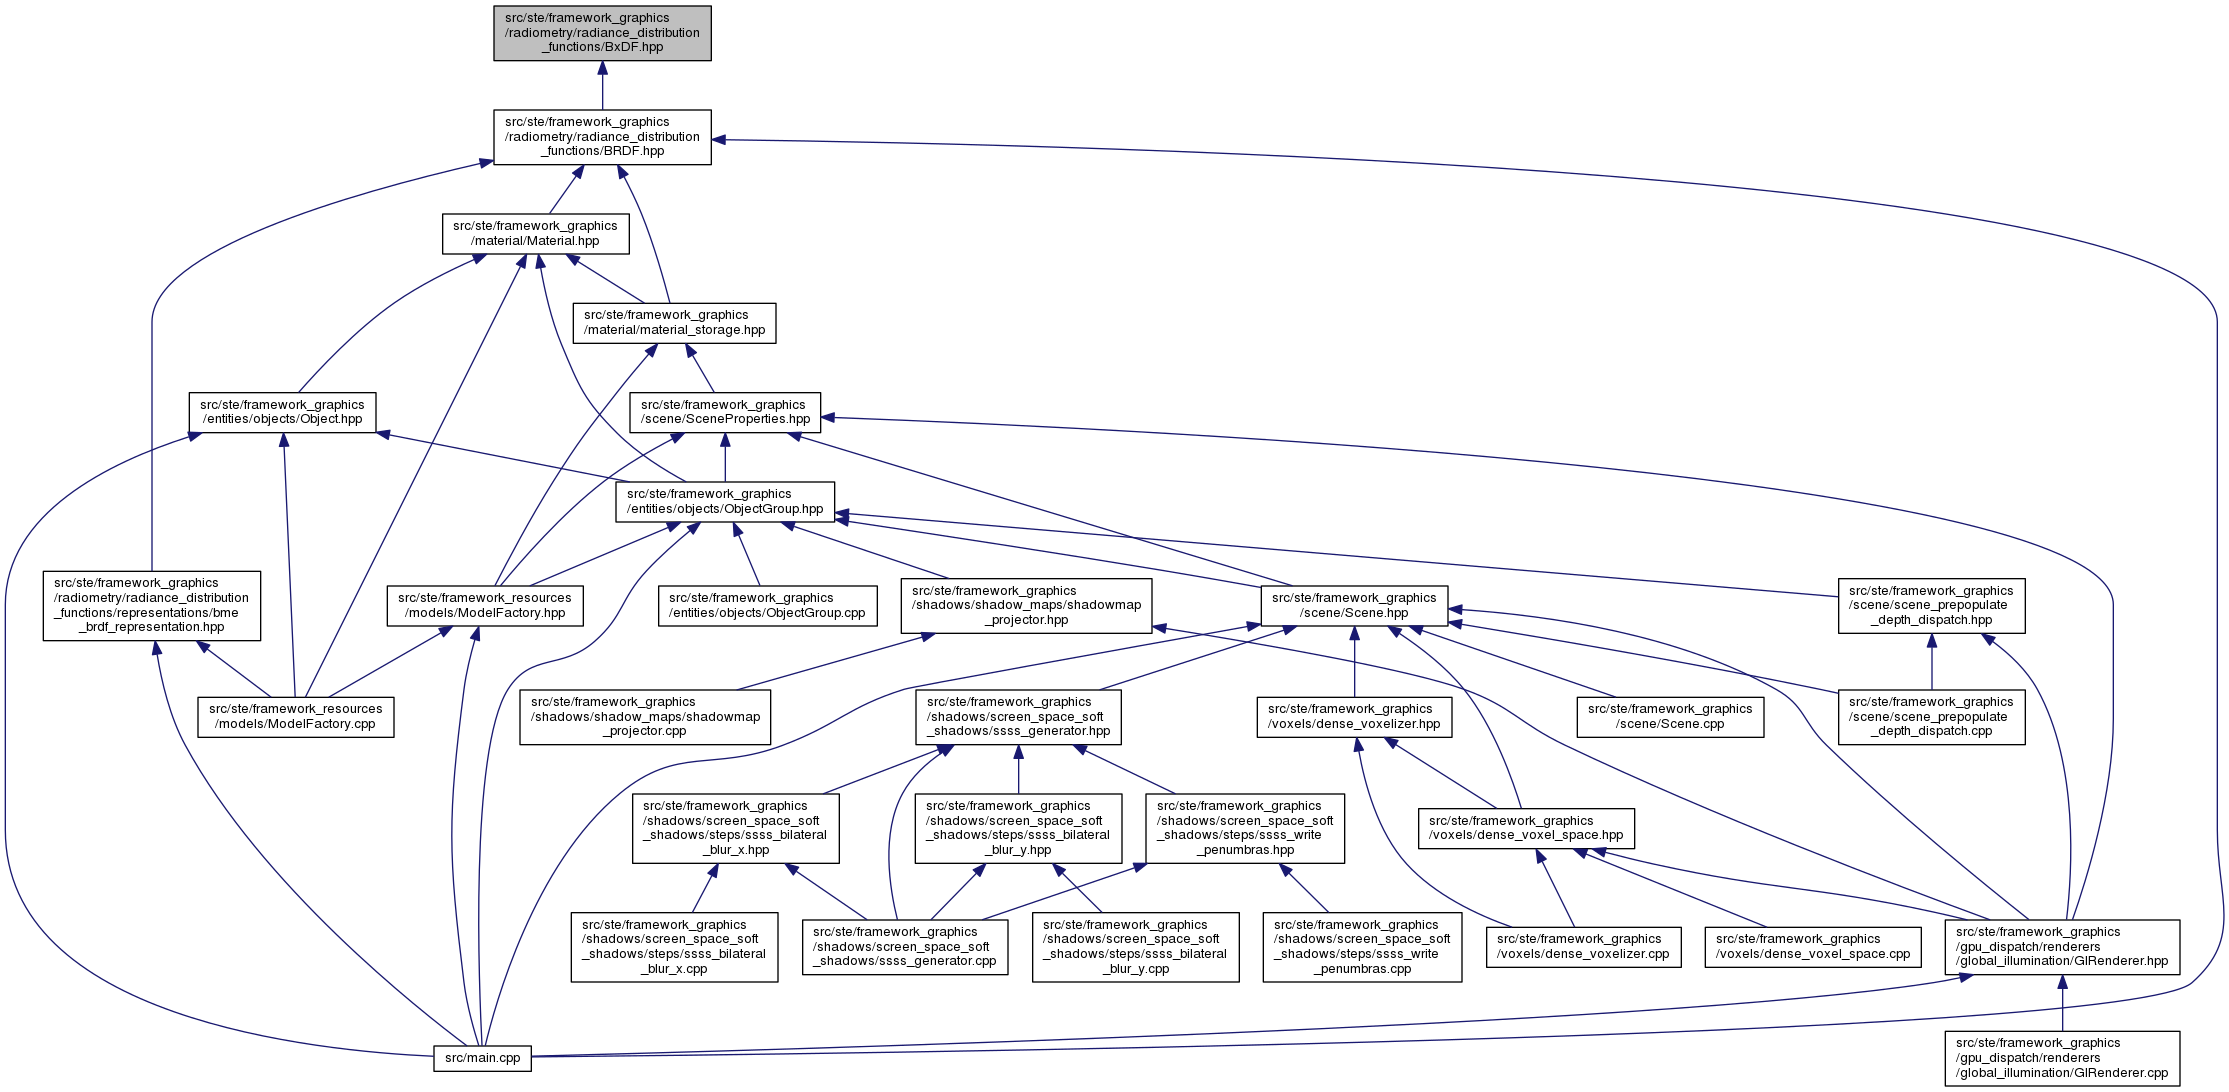 src/ste/framework_graphics
/radiometry/radiance_distribution
_functions/BxDF.hpp
src/ste/framework_graphics
/radiometry/radiance_distribution
_functions/BRDF.hpp
src/ste/framework_graphics
/material/Material.hpp
src/ste/framework_graphics
/material/material_storage.hpp
src/ste/framework_graphics
/entities/objects/Object.hpp
src/ste/framework_graphics
/scene/SceneProperties.hpp
src/ste/framework_graphics
/entities/objects/ObjectGroup.hpp
src/ste/framework_graphics
/radiometry/radiance_distribution
_functions/representations/bme
_brdf_representation.hpp
src/ste/framework_resources
/models/ModelFactory.hpp
src/ste/framework_graphics
/entities/objects/ObjectGroup.cpp
src/ste/framework_graphics
/shadows/shadow_maps/shadowmap
_projector.hpp
src/ste/framework_graphics
/scene/Scene.hpp
src/ste/framework_graphics
/scene/scene_prepopulate
_depth_dispatch.hpp
src/ste/framework_resources
/models/ModelFactory.cpp
src/ste/framework_graphics
/shadows/shadow_maps/shadowmap
_projector.cpp
src/ste/framework_graphics
/shadows/screen_space_soft
_shadows/ssss_generator.hpp
src/ste/framework_graphics
/voxels/dense_voxelizer.hpp
src/ste/framework_graphics
/scene/Scene.cpp
src/ste/framework_graphics
/scene/scene_prepopulate
_depth_dispatch.cpp
src/ste/framework_graphics
/shadows/screen_space_soft
_shadows/steps/ssss_bilateral
_blur_x.hpp
src/ste/framework_graphics
/shadows/screen_space_soft
_shadows/steps/ssss_bilateral
_blur_y.hpp
src/ste/framework_graphics
/shadows/screen_space_soft
_shadows/steps/ssss_write
_penumbras.hpp
src/ste/framework_graphics
/voxels/dense_voxel_space.hpp
src/ste/framework_graphics
/shadows/screen_space_soft
_shadows/steps/ssss_bilateral
_blur_x.cpp
src/ste/framework_graphics
/shadows/screen_space_soft
_shadows/ssss_generator.cpp
src/ste/framework_graphics
/shadows/screen_space_soft
_shadows/steps/ssss_bilateral
_blur_y.cpp
src/ste/framework_graphics
/shadows/screen_space_soft
_shadows/steps/ssss_write
_penumbras.cpp
src/ste/framework_graphics
/voxels/dense_voxelizer.cpp
src/ste/framework_graphics
/voxels/dense_voxel_space.cpp
src/ste/framework_graphics
/gpu_dispatch/renderers
/global_illumination/GIRenderer.hpp
src/main.cpp
src/ste/framework_graphics
/gpu_dispatch/renderers
/global_illumination/GIRenderer.cpp